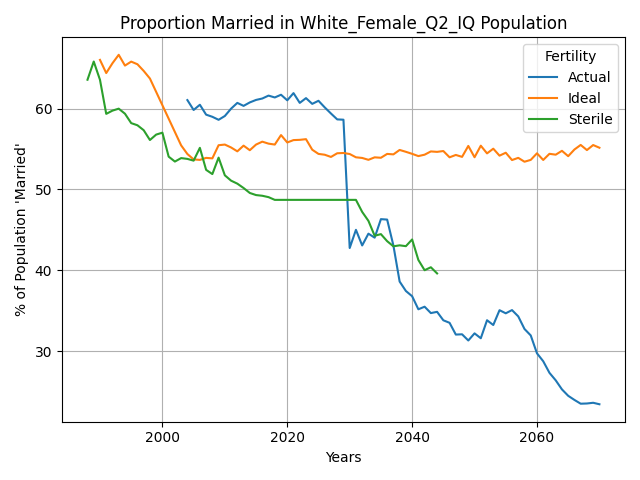 Proportion Married in White_Female_Q2_IQ Population
Fertility
Actual
Ideal
Sterile
% of Population 'Married'
60
50
40
30
2000
2020
2040
2060
Years